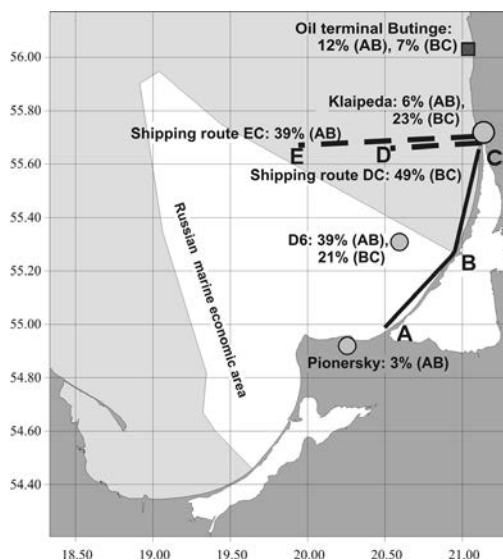 56.00
55.80
55.60
55.40
55.20
55.00
54.80
54.60
54.40
Oil terminal Butinge:
12% (AB), 7% (BC)
Klaipeda: 6% (AB),
23% (BC)
Shipping route EC: 39% (AB)
E
D
C
Shipping route DC: 49% (BC)
D6: 39% (AB),
21% (BC)
B
Russian marine economic area
A
Pionersky: 3% (AB)
18.50 19.00 19.50 20.00 20.50 21.00